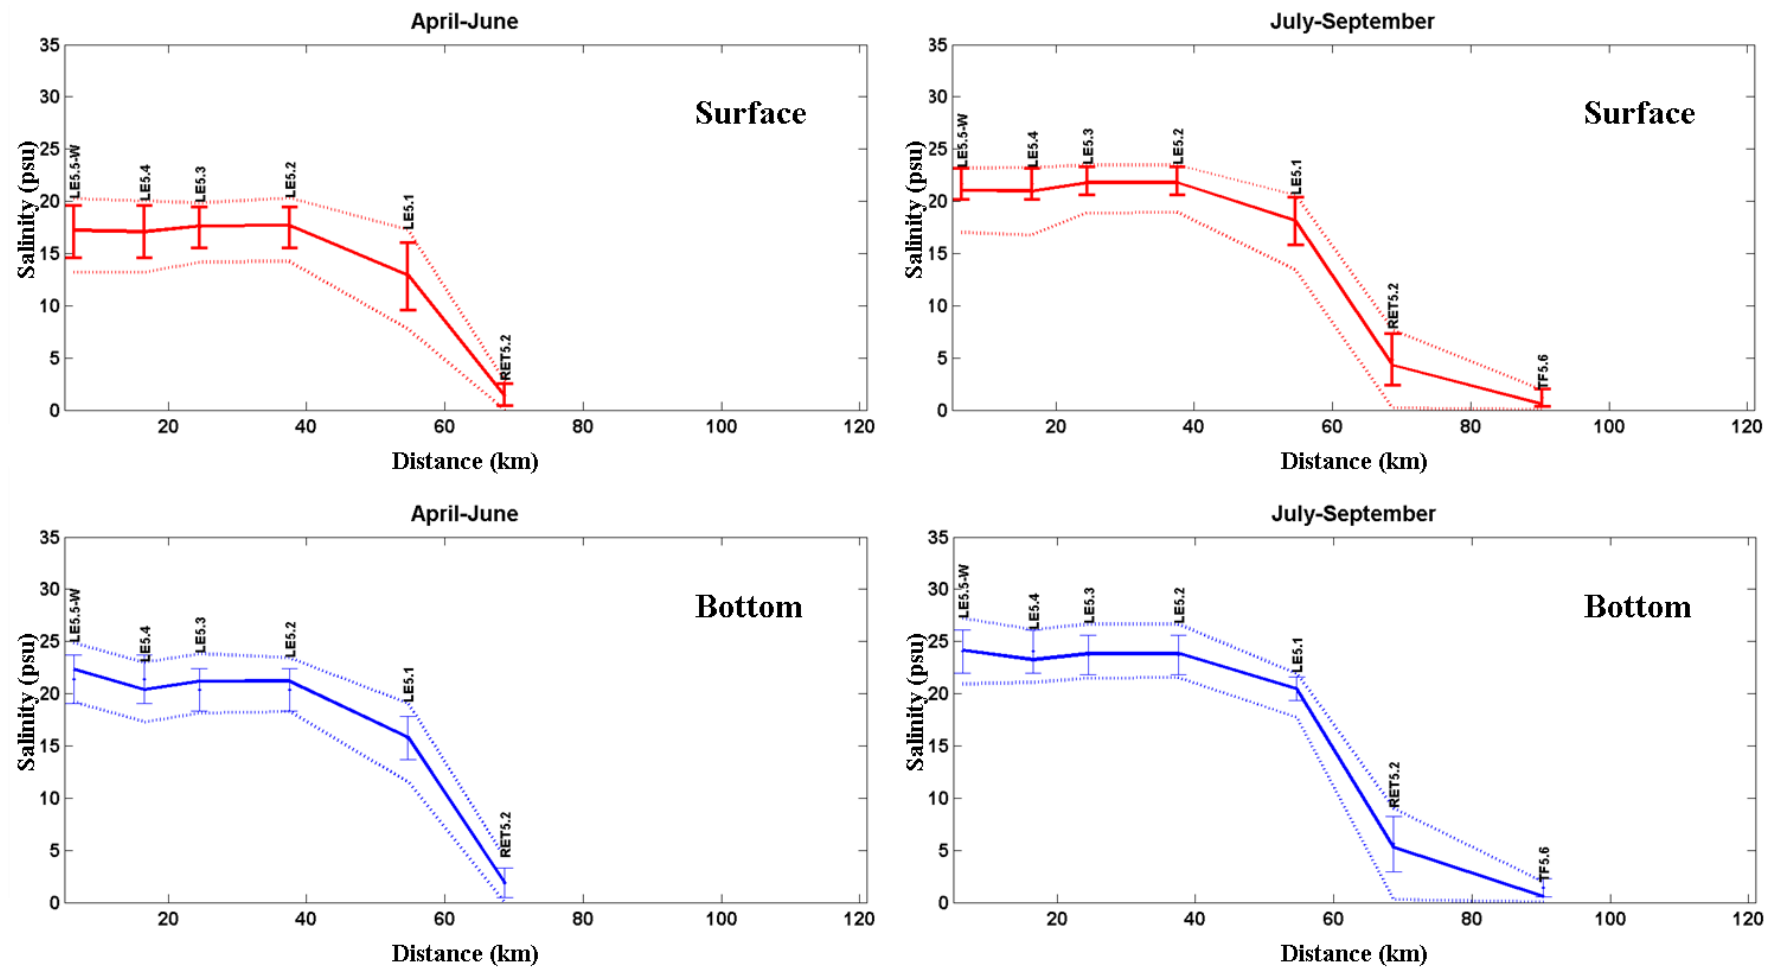 April-June
35
30
25
20
15
10
5
0
Salinity (psu)
Surface
LE5.5-W
LE5.4
LE5.3
LE5.2
LE5.1
RET5.2
20
40
60
80
100
120
Distance (km)
July-September
35
30
25
20
15
10
5
0
Salinity (psu)
Surface
LE5.5-W
LE5.4
LE5.3
LE5.2
LE5.1
RET5.2
TF5.6
20
40
60
80
100
120
Distance (km)
April-June
35
30
25
20
15
10
5
0
Salinity (psu)
Bottom
LE5.5-W
LE5.4
LE5.3
LE5.2
LE5.1
RET5.2
20
40
60
80
100
120
Distance (km)
July-September
35
30
25
20
15
10
5
0
Salinity (psu)
Bottom
LE5.5-W
LE5.4
LE5.3
LE5.2
LE5.1
RET5.2
TF5.6
20
40
60
80
100
120
Distance (km)